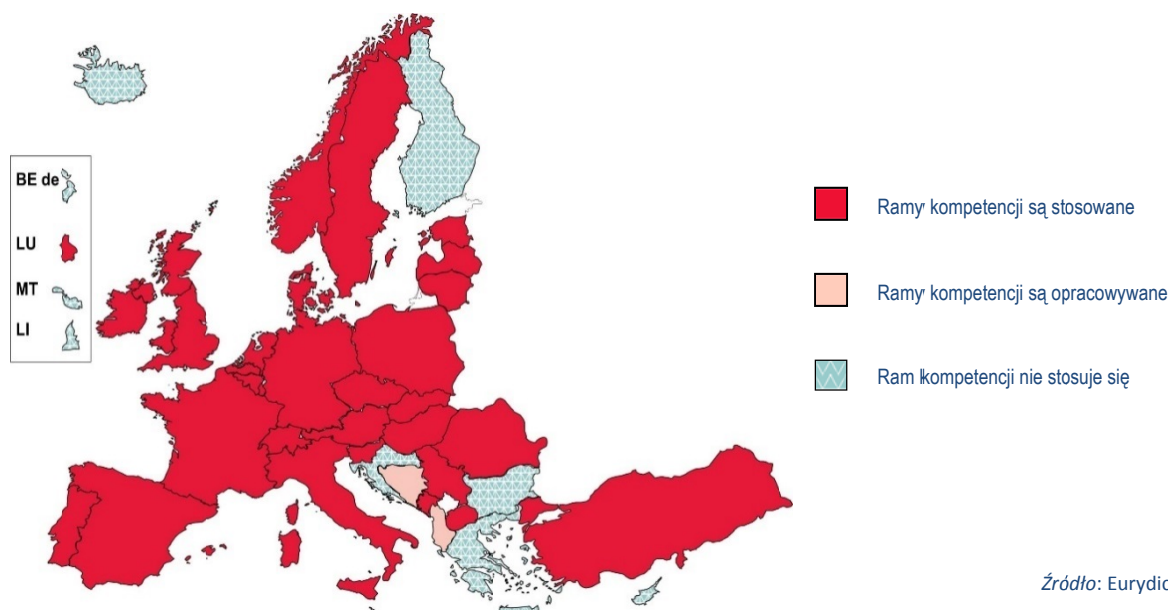 BE de
LU
MT
LI
Ramy kompetencji są stosowane
Ramy kompetencji są opracowywane
Ram kompetencji nie stosuje się
Źródło: Eurydic